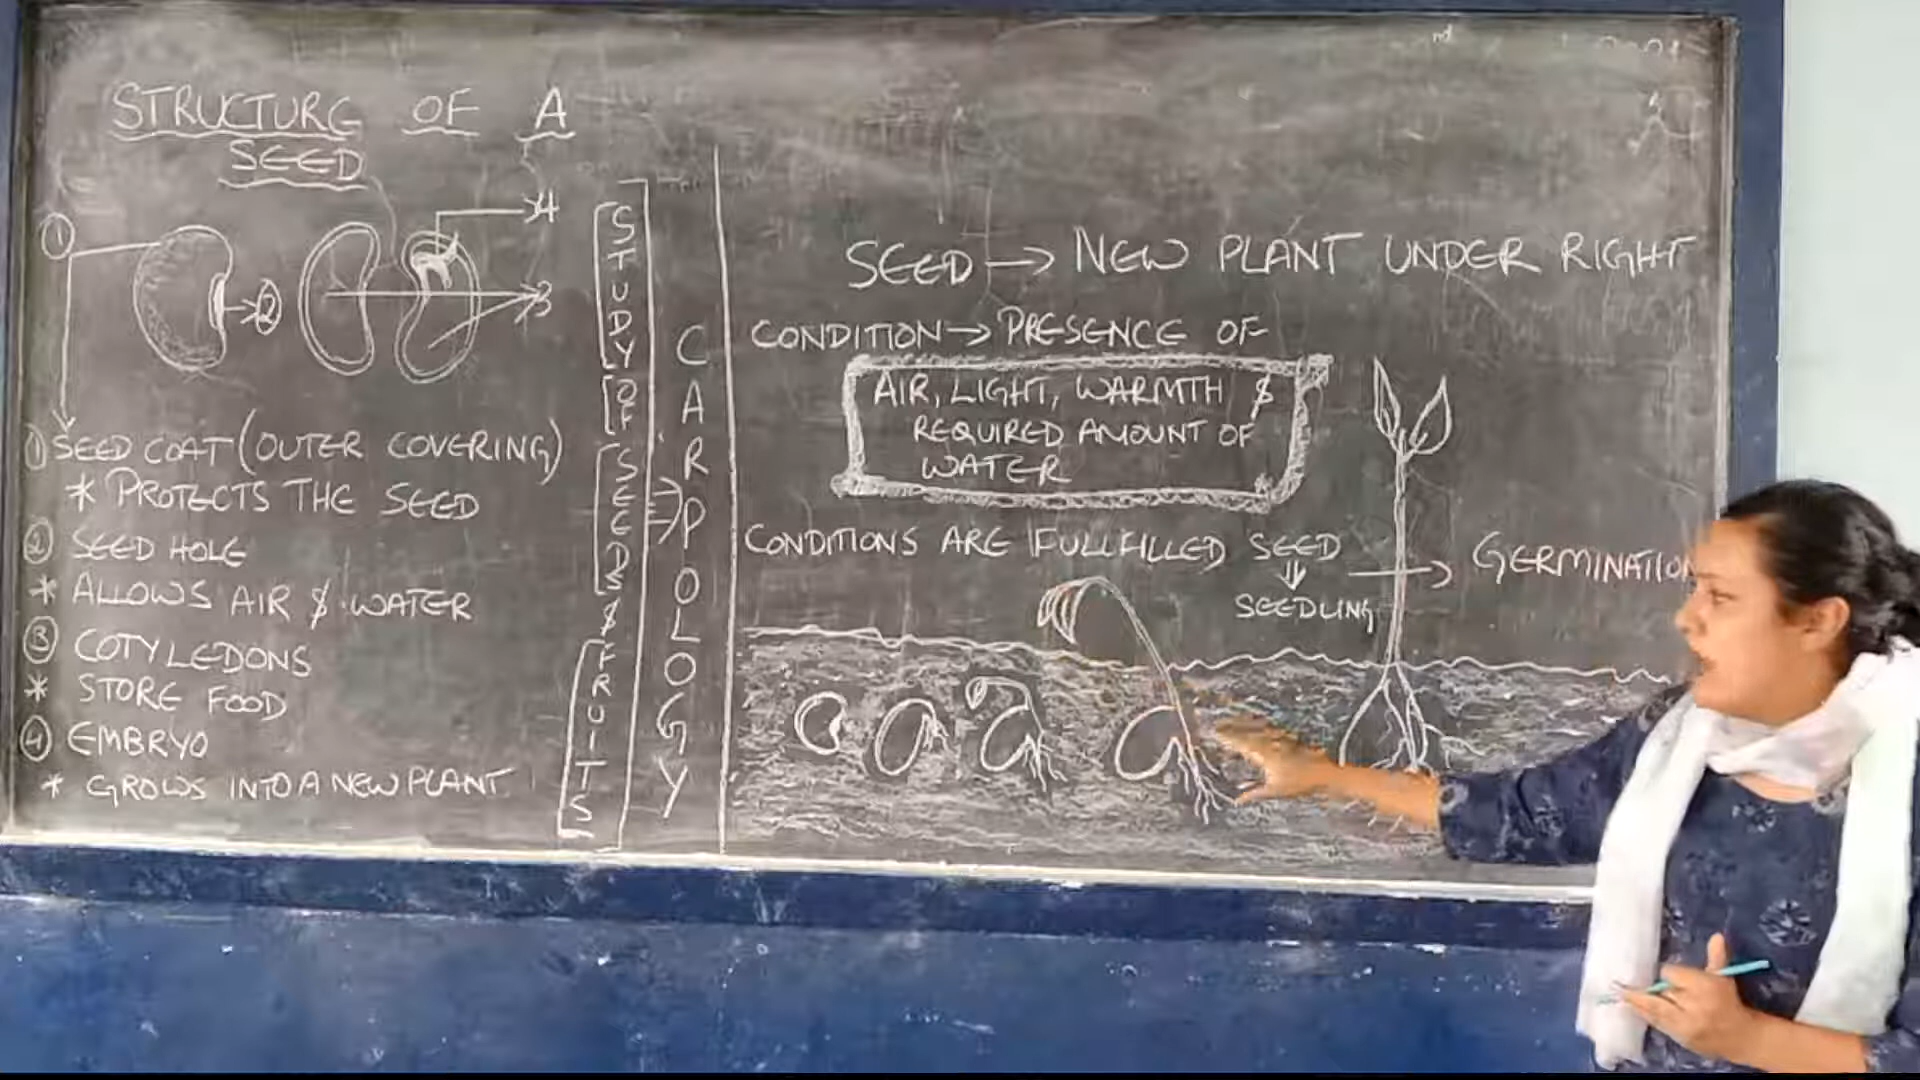 STRUCTURE OF A
SEED
1
2
4
3
① SEED COAT (OUTER COVERING)
* PROTECTS THE SEED
② SEED HOLE
* ALLOWS AIR & WATER
③ COTYLEDONS
* STORE FOOD
④ EMBRYO
* GROWS INTO A NEW PLANT
STUDY OF SEEDS & FRUITS
CARPOLOGY
SEED → NEW PLANT UNDER RIGHT
CONDITION → PRESENCE OF
AIR, LIGHT, WARMTH &
REQUIRED AMOUNT OF
WATER
CONDITIONS ARE FULLFILLED SEED
⇓
SEEDLING
→ GERMINATION